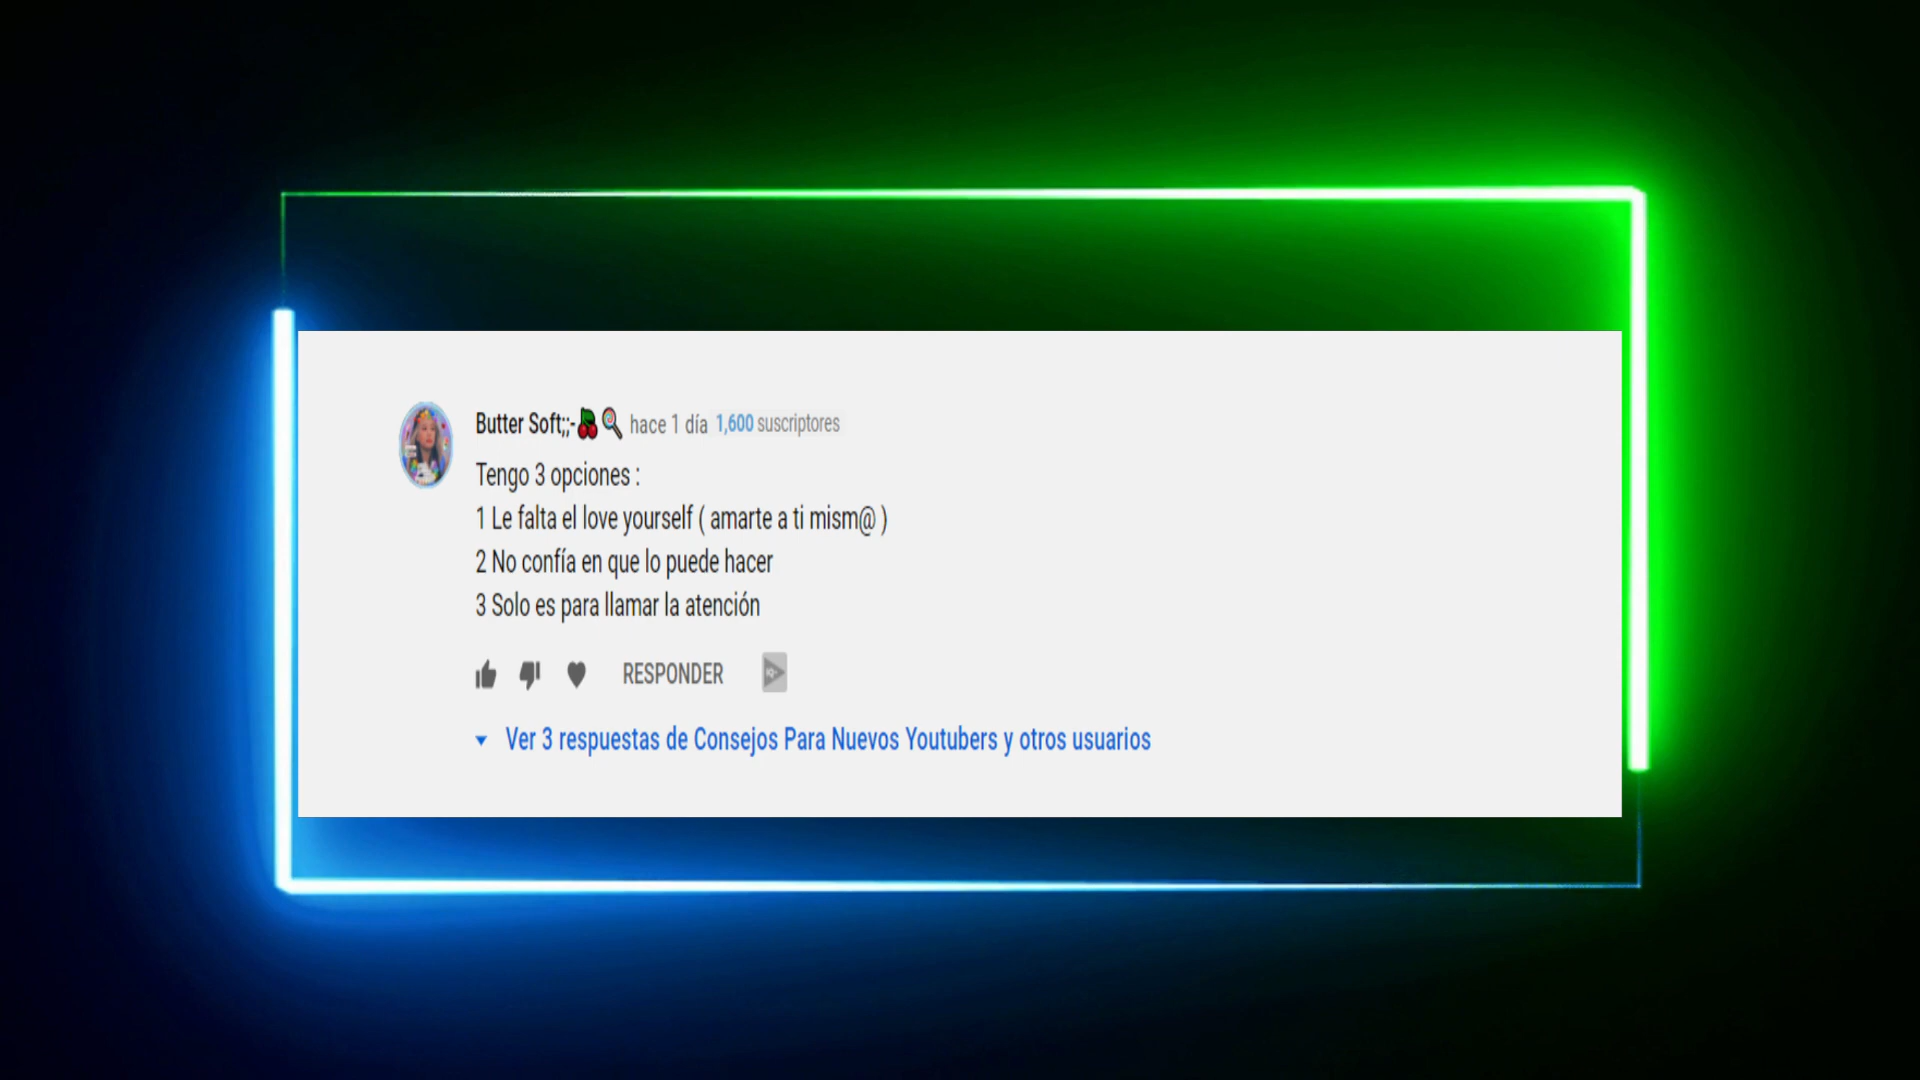 Butter Soft;;-🍒🍭 hace 1 día 1,600 suscriptores
Tengo 3 opciones :
1 Le falta el love yourself ( amarte a ti mism@ )
2 No confía en que lo puede hacer
3 Solo es para llamar la atención
RESPONDER
Ver 3 respuestas de Consejos Para Nuevos Youtubers y otros usuarios